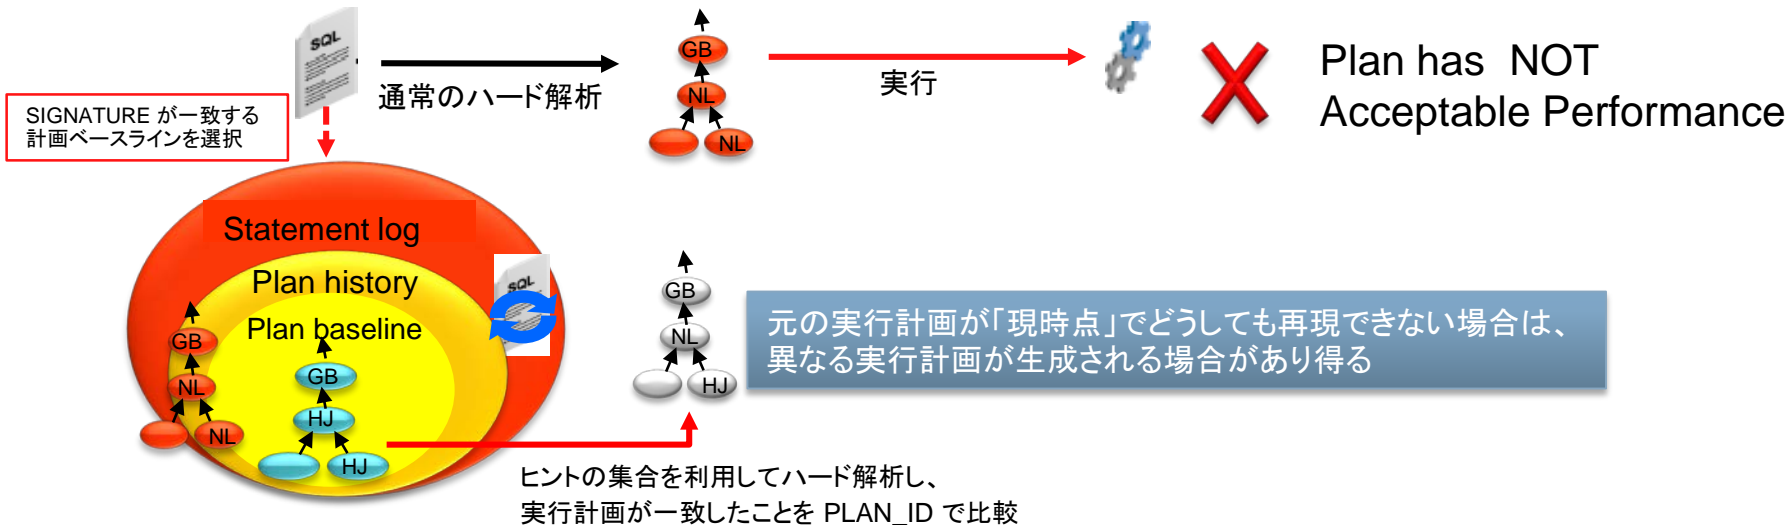 SQL
通常のハード解析
GB
NL
NL
実行
Plan has NOT
Acceptable Performance
SIGNATURE が一致する
計画ベースラインを選択
Statement log
Plan history
Plan baseline
SQL
GB
NL
NL
GB
HJ
HJ
GB
NL
HJ
元の実行計画が「現時点」でどうしても再現できない場合は、
異なる実行計画が生成される場合があり得る
ヒントの集合を利用してハード解析し、
実行計画が一致したことを PLAN_ID で比較